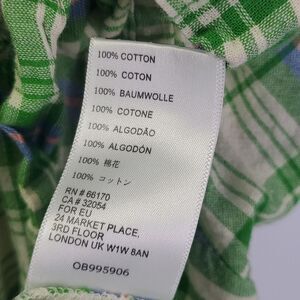 100% COTTON
100% COTON
100% BAUMWOLLE
100% COTONE
100% ALGODÃO
100% ALGODÓN
100% 棉花
100% コットン
RN # 66170
CA # 32054
FOR EU
24 MARKET PLACE,
3RD FLOOR
LONDON UK W1W 8AN
OB995906